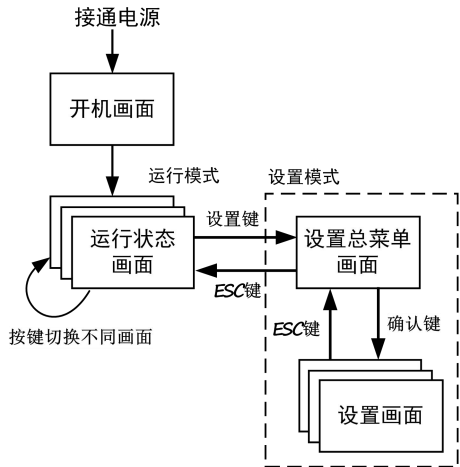 接通电源
开机画面
运行模式
设置模式
运行状态
画面
设置键
设置总菜单
画面
ESC键
按键切换不同画面
ESC键
确认键
设置画面